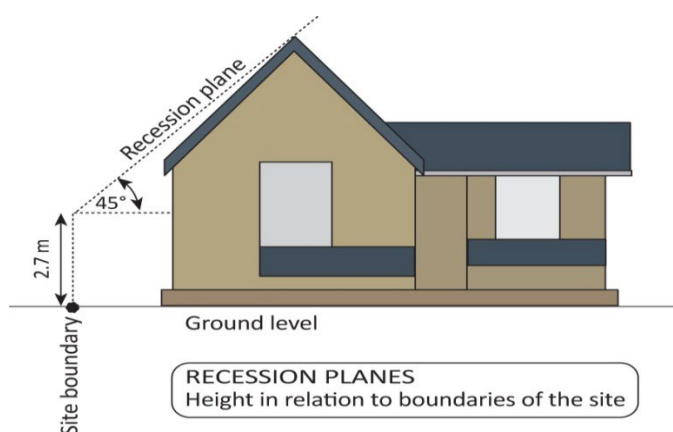 Recession plane
45°
2.7 m
Site boundary
Ground level
RECESSION PLANES
Height in relation to boundaries of the site